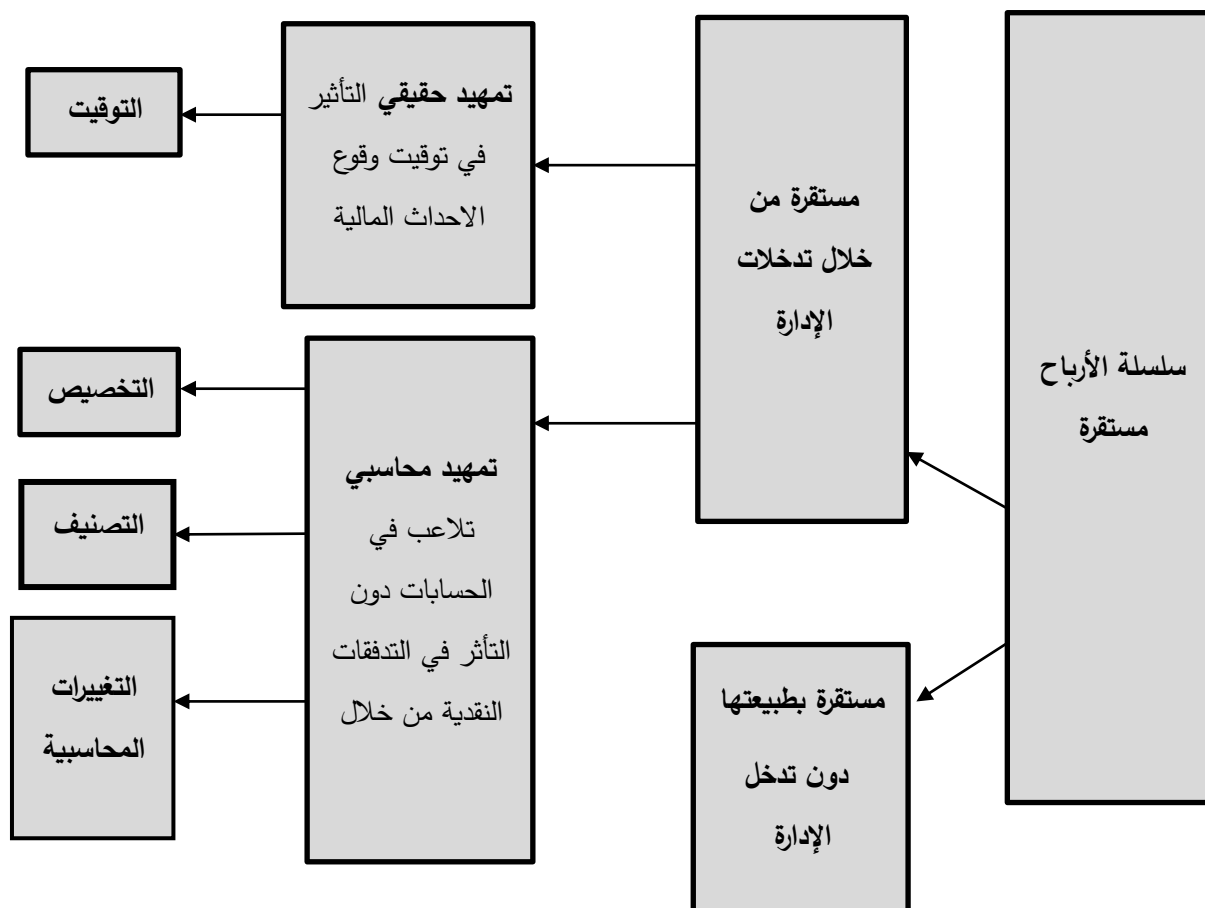 سلسلة الأرباح
مستقرة
مستقرة من
خلال تدخلات
الإدارة
مستقرة بطبيعتها
دون تدخل
الإدارة
تمهيد حقيقي التأثير
في توقيت وقوع
الاحداث المالية
تمهيد محاسبي
تلاعب في
الحسابات دون
التأثر في التدفقات
النقدية من خلال
التوقيت
التخصيص
التصنيف
التغييرات
المحاسبية